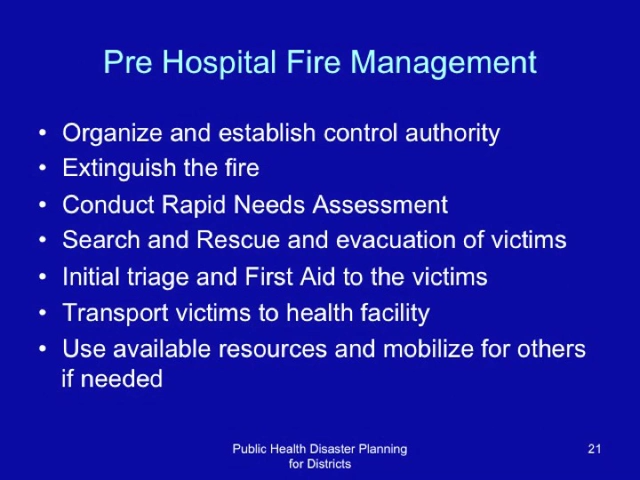 Pre Hospital Fire Management
• Organize and establish control authority
• Extinguish the fire
• Conduct Rapid Needs Assessment
• Search and Rescue and evacuation of victims
• Initial triage and First Aid to the victims
• Transport victims to health facility
• Use available resources and mobilize for others
if needed
Public Health Disaster Planning
for Districts
21